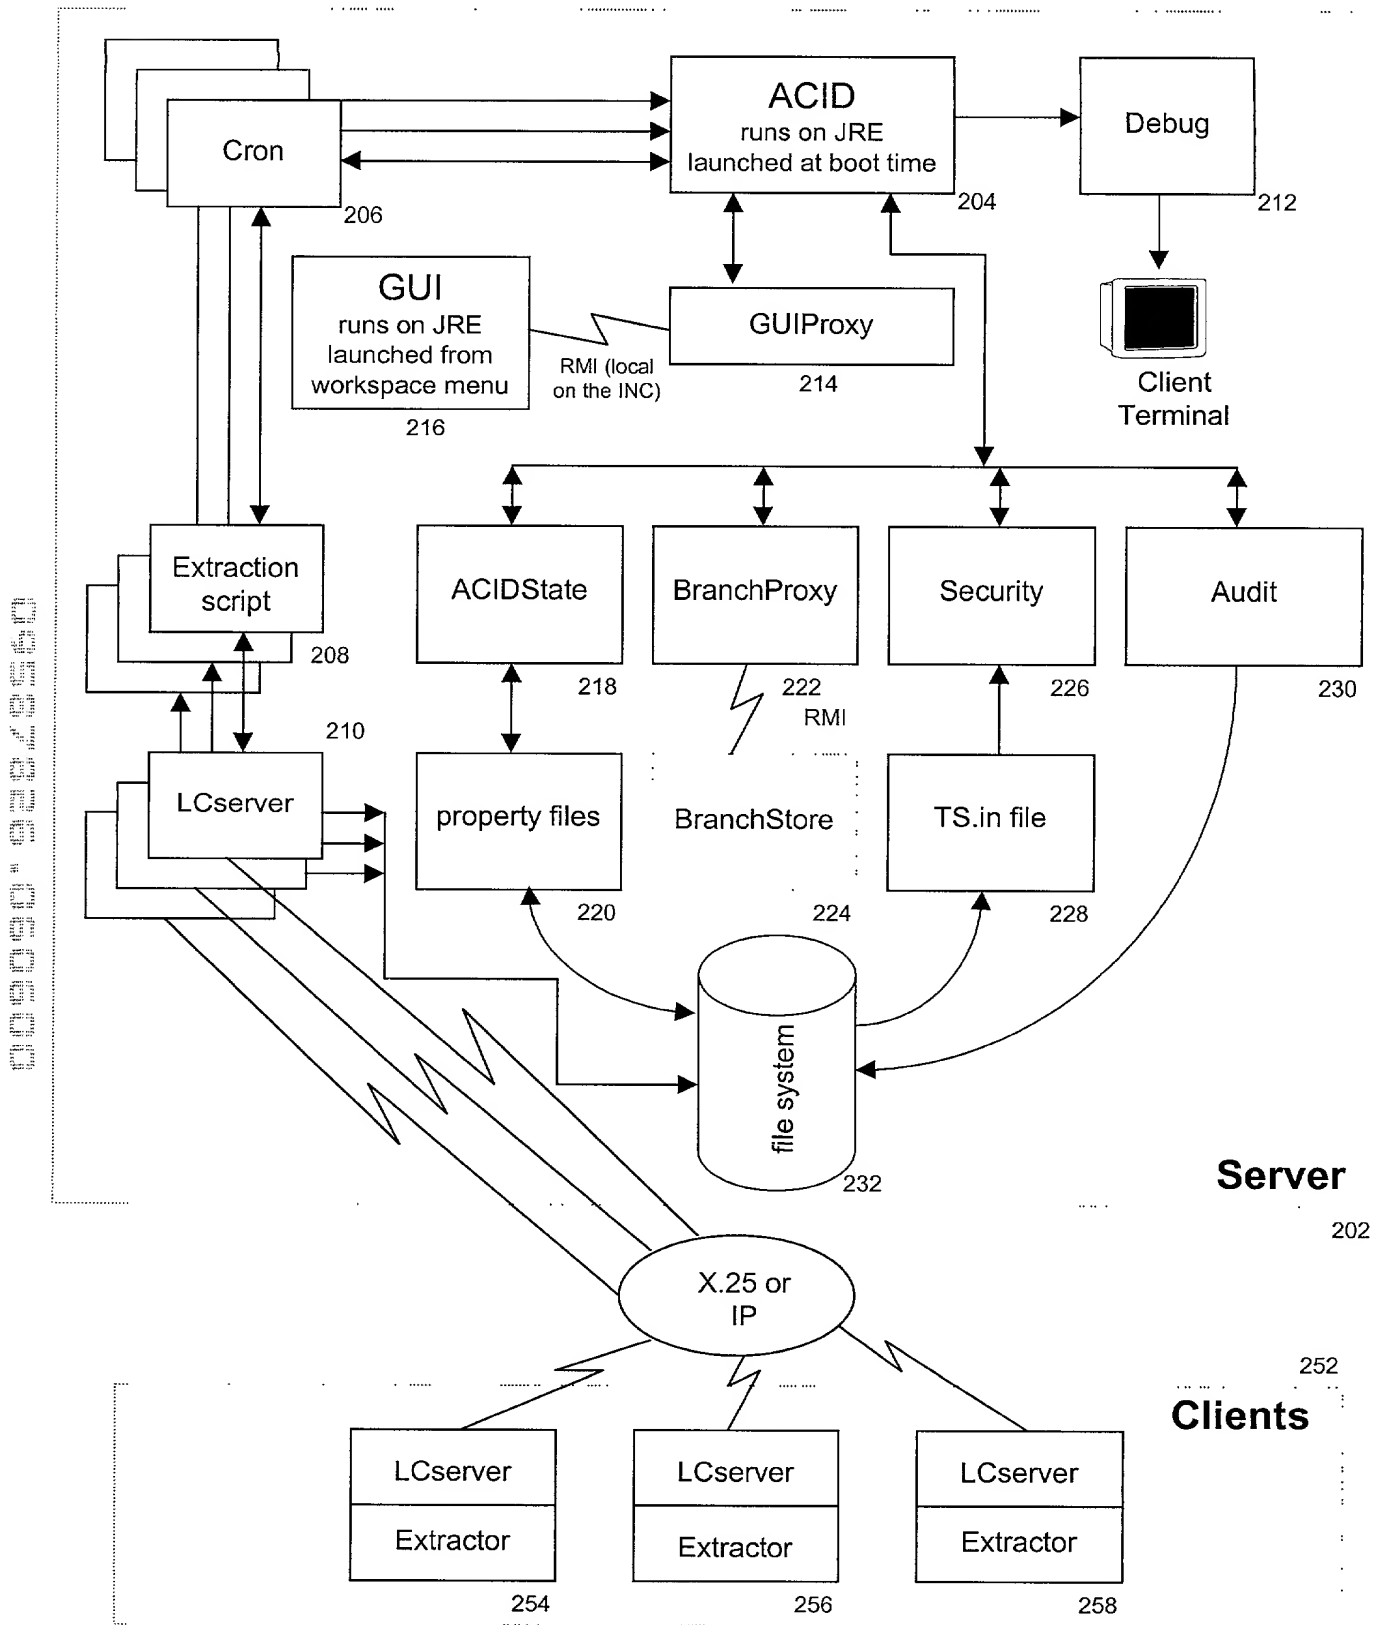 ACID
runs on JRE
launched at boot time
204
Debug
212
Cron
206
GUI
runs on JRE
launched from
workspace menu
216
RMI (local
on the INC)
GUIProxy
214
Client
Terminal
Extraction
script
208
ACIDState
218
BranchProxy
222
RMI
Security
226
Audit
230
210
LCserver
property files
220
BranchStore
224
TS.in file
228
file system
232
Server
202
X.25 or
IP
252
Clients
LCserver
Extractor
254
LCserver
Extractor
256
LCserver
Extractor
258